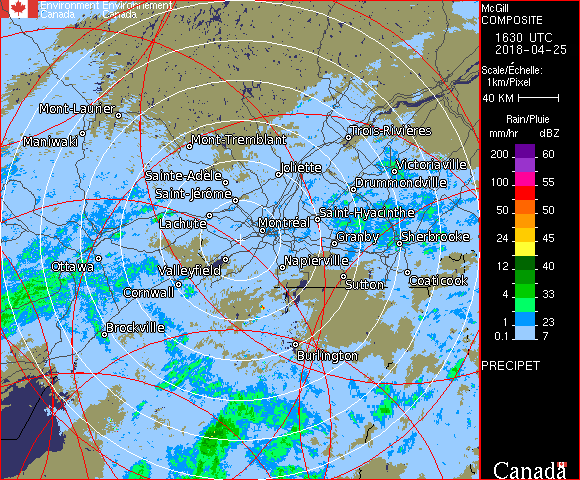 Environment Environnement
Canada Canada
McGill
COMPOSITE
1630 UTC
2018-04-25
Scale/Échelle:
1km/Pixel
40 KM
Rain/Pluie
mm/hr dBZ
200 60
150 57
100 55
50 50
24 45
12 40
4 33
1 23
0.1 7
PRECIPET
Canada
Mont-Laurier
Maniwaki
Mont-Tremblant
Trois-Rivières
Joliette
Victoriaville
Sainte-Adèle
Drummondville
Saint-Jérôme
Saint-Hyacinthe
Lachute
Montréal
Granby
Sherbrooke
Ottawa
Valleyfield
Napierville
Sutton
Coaticook
Cornwall
Brockville
Burlington